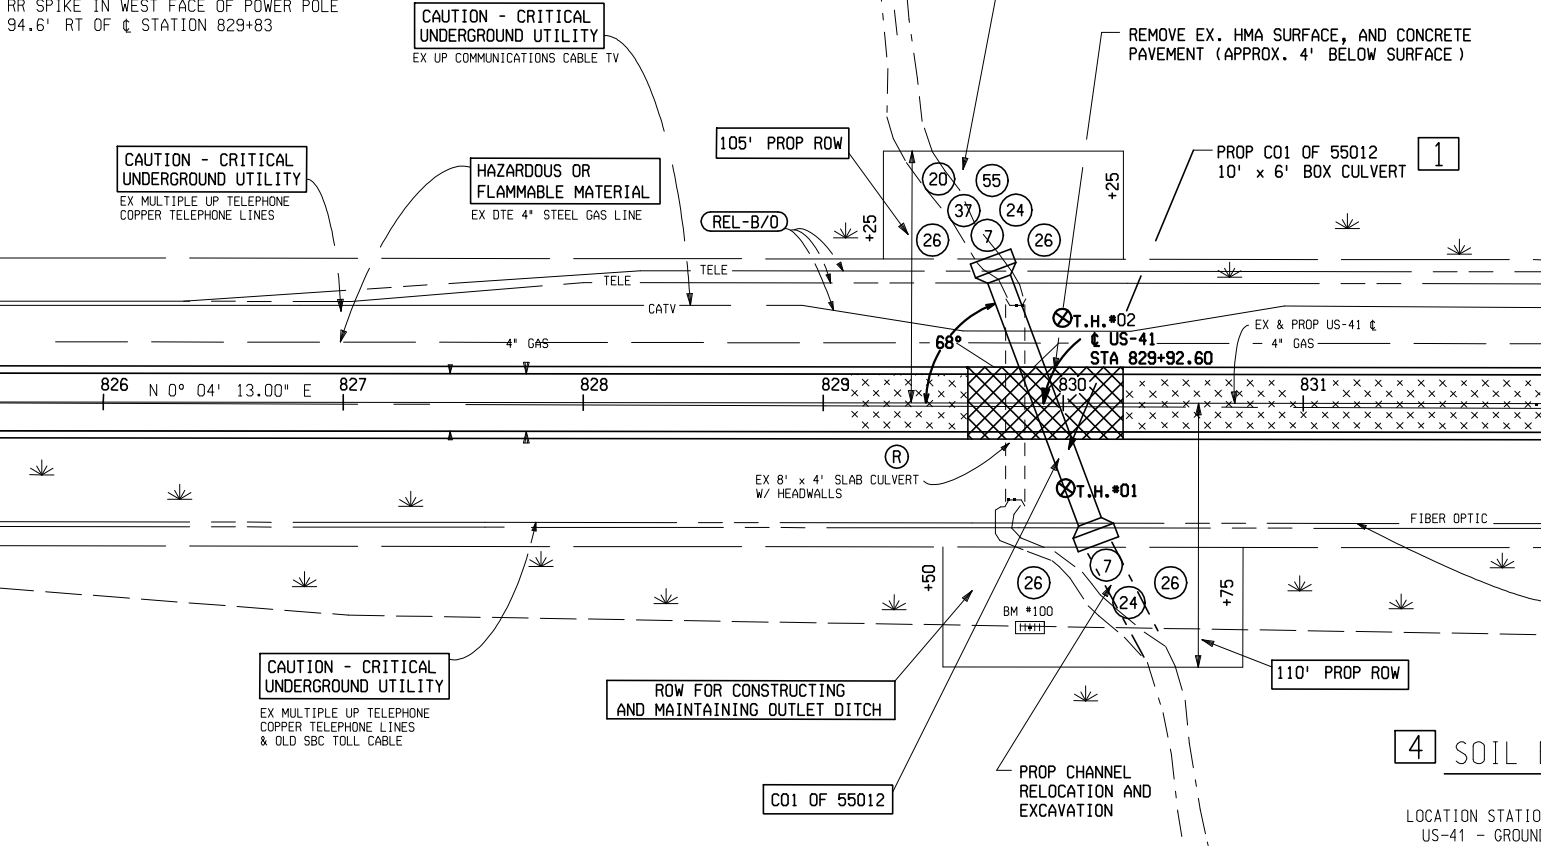 RR SPIKE IN WEST FACE OF POWER POLE
94.6' RT OF ℄ STATION 829+83
CAUTION - CRITICAL
UNDERGROUND UTILITY
EX UP COMMUNICATIONS CABLE TV
REMOVE EX. HMA SURFACE, AND CONCRETE
PAVEMENT (APPROX. 4' BELOW SURFACE)
CAUTION - CRITICAL
UNDERGROUND UTILITY
EX MULTIPLE UP TELEPHONE
COPPER TELEPHONE LINES
HAZARDOUS OR
FLAMMABLE MATERIAL
EX DTE 4" STEEL GAS LINE
105' PROP ROW
PROP C01 OF 55012
10' x 6' BOX CULVERT
1
REL-B/O
+25
+25
20
55
37
24
26
7
26
TELE
TELE
CATV
4" GAS
68°
T.H.#02
℄ US-41
STA 829+92.60
EX & PROP US-41 ℄
4" GAS
826
N 0° 04' 13.00" E
827
828
829
830
831
R
EX 8' x 4' SLAB CULVERT
W/ HEADWALLS
T.H.#01
FIBER OPTIC
+50
26
7
26
24
+75
BM #100
CAUTION - CRITICAL
UNDERGROUND UTILITY
EX MULTIPLE UP TELEPHONE
COPPER TELEPHONE LINES
& OLD SBC TOLL CABLE
ROW FOR CONSTRUCTING
AND MAINTAINING OUTLET DITCH
110' PROP ROW
C01 OF 55012
PROP CHANNEL
RELOCATION AND
EXCAVATION
4
SOIL
LOCATION STATIO
US-41 - GROUN